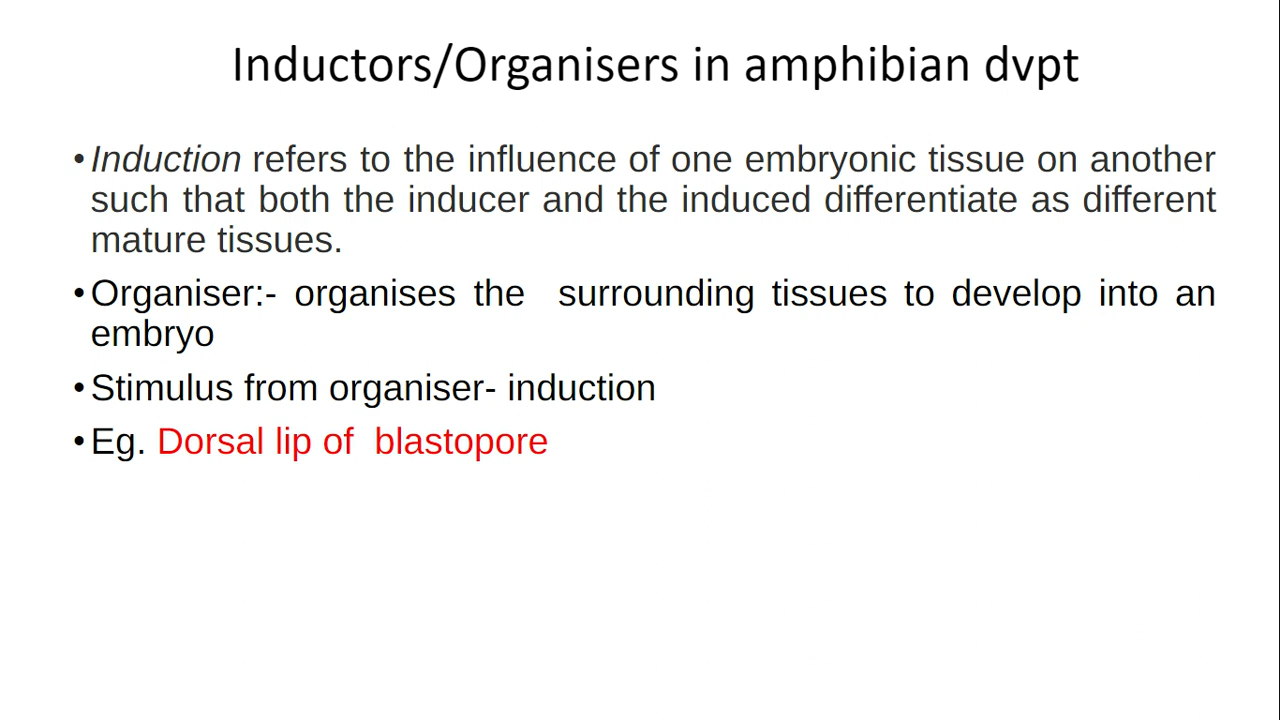 Inductors/Organisers in amphibian dvpt
•Induction refers to the influence of one embryonic tissue on another
such that both the inducer and the induced differentiate as different
mature tissues.
•Organiser:- organises the  surrounding tissues to develop into an
embryo
•Stimulus from organiser- induction
•Eg. Dorsal lip of  blastopore